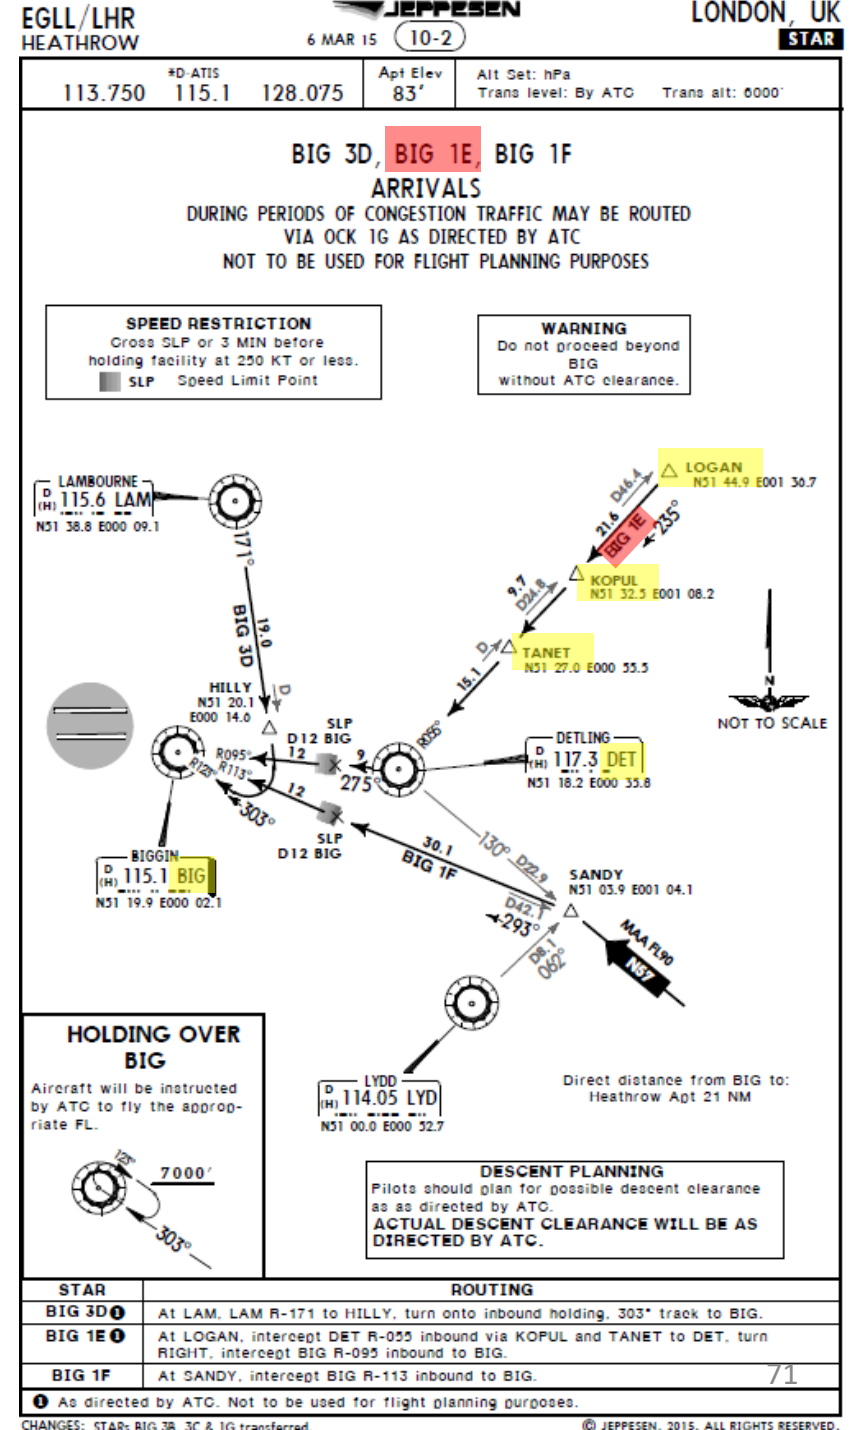 EGLL/LHR
HEATHROW
JEPPESEN
6 MAR 15
10-2
LONDON, UK
STAR
*D-ATIS
113.750 115.1 128.075
Apt Elev
83'
Alt Set: hPa
Trans level: By ATC Trans alt: 6000'
BIG 3D, BIG 1E, BIG 1F
ARRIVALS
DURING PERIODS OF CONGESTION TRAFFIC MAY BE ROUTED
VIA OCK 1G AS DIRECTED BY ATC
NOT TO BE USED FOR FLIGHT PLANNING PURPOSES
SPEED RESTRICTION
Cross SLP or 3 MIN before
holding facility at 250 KT or less.
SLP Speed Limit Point
WARNING
Do not proceed beyond
BIG
without ATC clearance.
LAMBOURNE
D
(H) 115.6 LAM
N51 38.8 E000 09.1
171°
BIG 3D
19.0
D
LOGAN
N51 44.9 E001 36.7
D46.4
21.6
BIG 1E
235°
KOPUL
N51 32.5 E001 08.2
9.7
D24.8
TANET
N51 27.0 E000 55.5
D
15.1
R055°
N
NOT TO SCALE
HILLY
N51 20.1
E000 14.6
SLP
D12 BIG
R095°
12
9
275°
R113°
R123°
12
303°
SLP
D12 BIG
DETLING
D
(H) 117.3 DET
N51 18.2 E000 35.8
BIGGIN
D
(H) 115.1 BIG
N51 19.9 E000 02.1
30.1
BIG 1F
130°
D22.9
SANDY
N51 03.9 E001 04.1
D42.1
293°
D8.1
062°
MAA FL90
N57
LYDD
D
(H) 114.05 LYD
N51 00.0 E000 52.7
Direct distance from BIG to:
Heathrow Apt 21 NM
HOLDING OVER
BIG
Aircraft will be instructed
by ATC to fly the approp-
riate FL.
123°
7000'
303°
DESCENT PLANNING
Pilots should plan for possible descent clearance
as as directed by ATC.
ACTUAL DESCENT CLEARANCE WILL BE AS
DIRECTED BY ATC.
STAR ROUTING
BIG 3D 1 At LAM, LAM R-171 to HILLY, turn onto inbound holding, 303° track to BIG.
BIG 1E 1 At LOGAN, intercept DET R-055 inbound via KOPUL and TANET to DET, turn
RIGHT, intercept BIG R-095 inbound to BIG.
BIG 1F At SANDY, intercept BIG R-113 inbound to BIG.
71
1 As directed by ATC. Not to be used for flight planning purposes.
CHANGES: STARs BIG 3B, 3C & 1G transferred.
© JEPPESEN, 2015. ALL RIGHTS RESERVED.